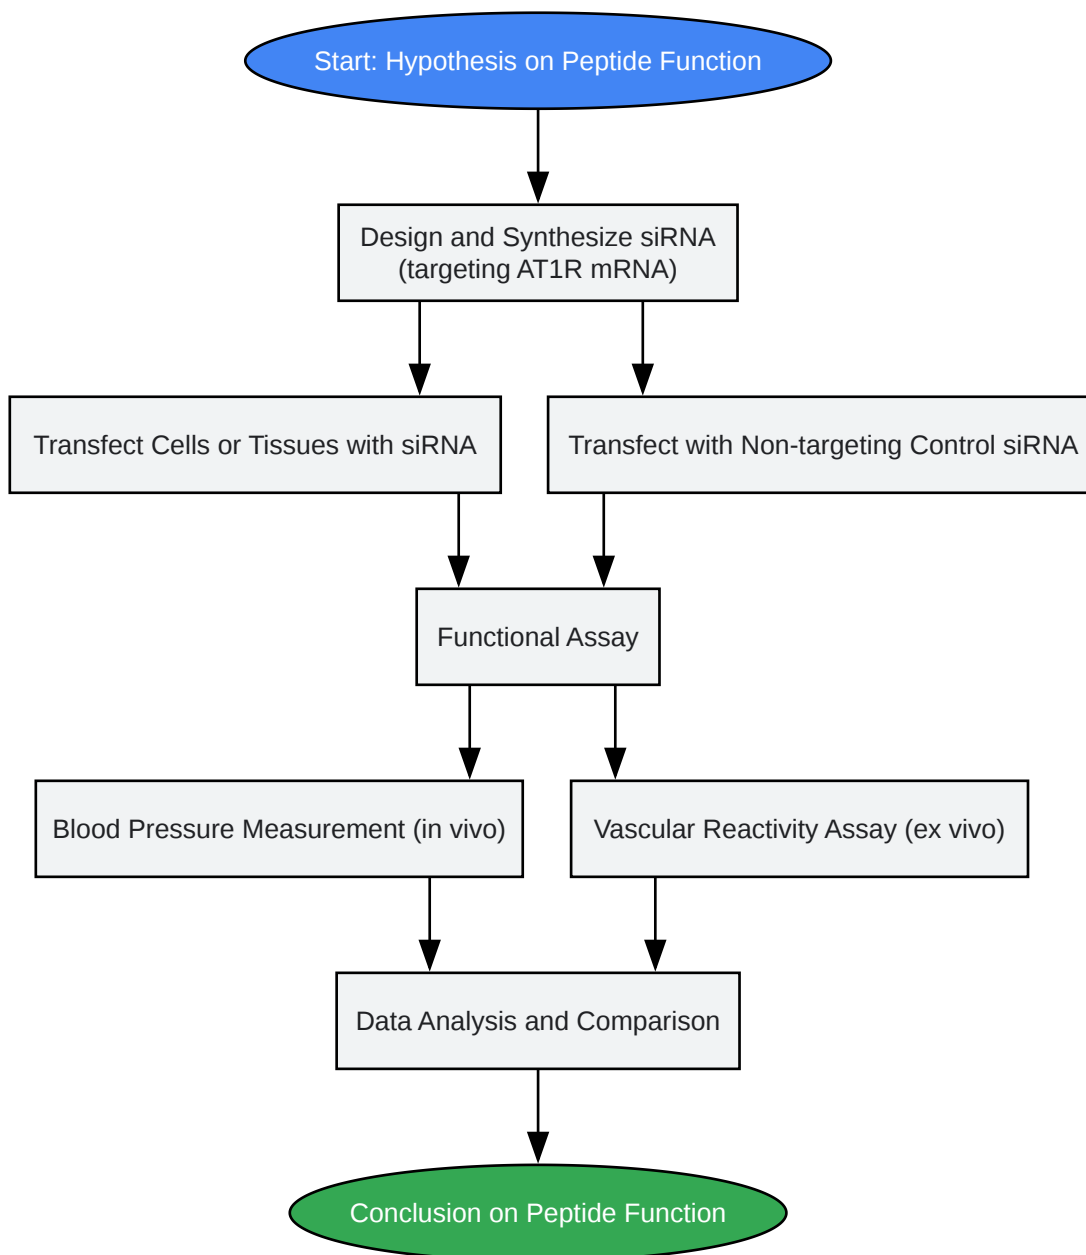 Start: Hypothesis on Peptide Function
Design and Synthesize siRNA
(targeting AT1R mRNA)
Transfect Cells or Tissues with siRNA
Transfect with Non-targeting Control siRNA
Functional Assay
Blood Pressure Measurement (in vivo)
Vascular Reactivity Assay (ex vivo)
Data Analysis and Comparison
Conclusion on Peptide Function